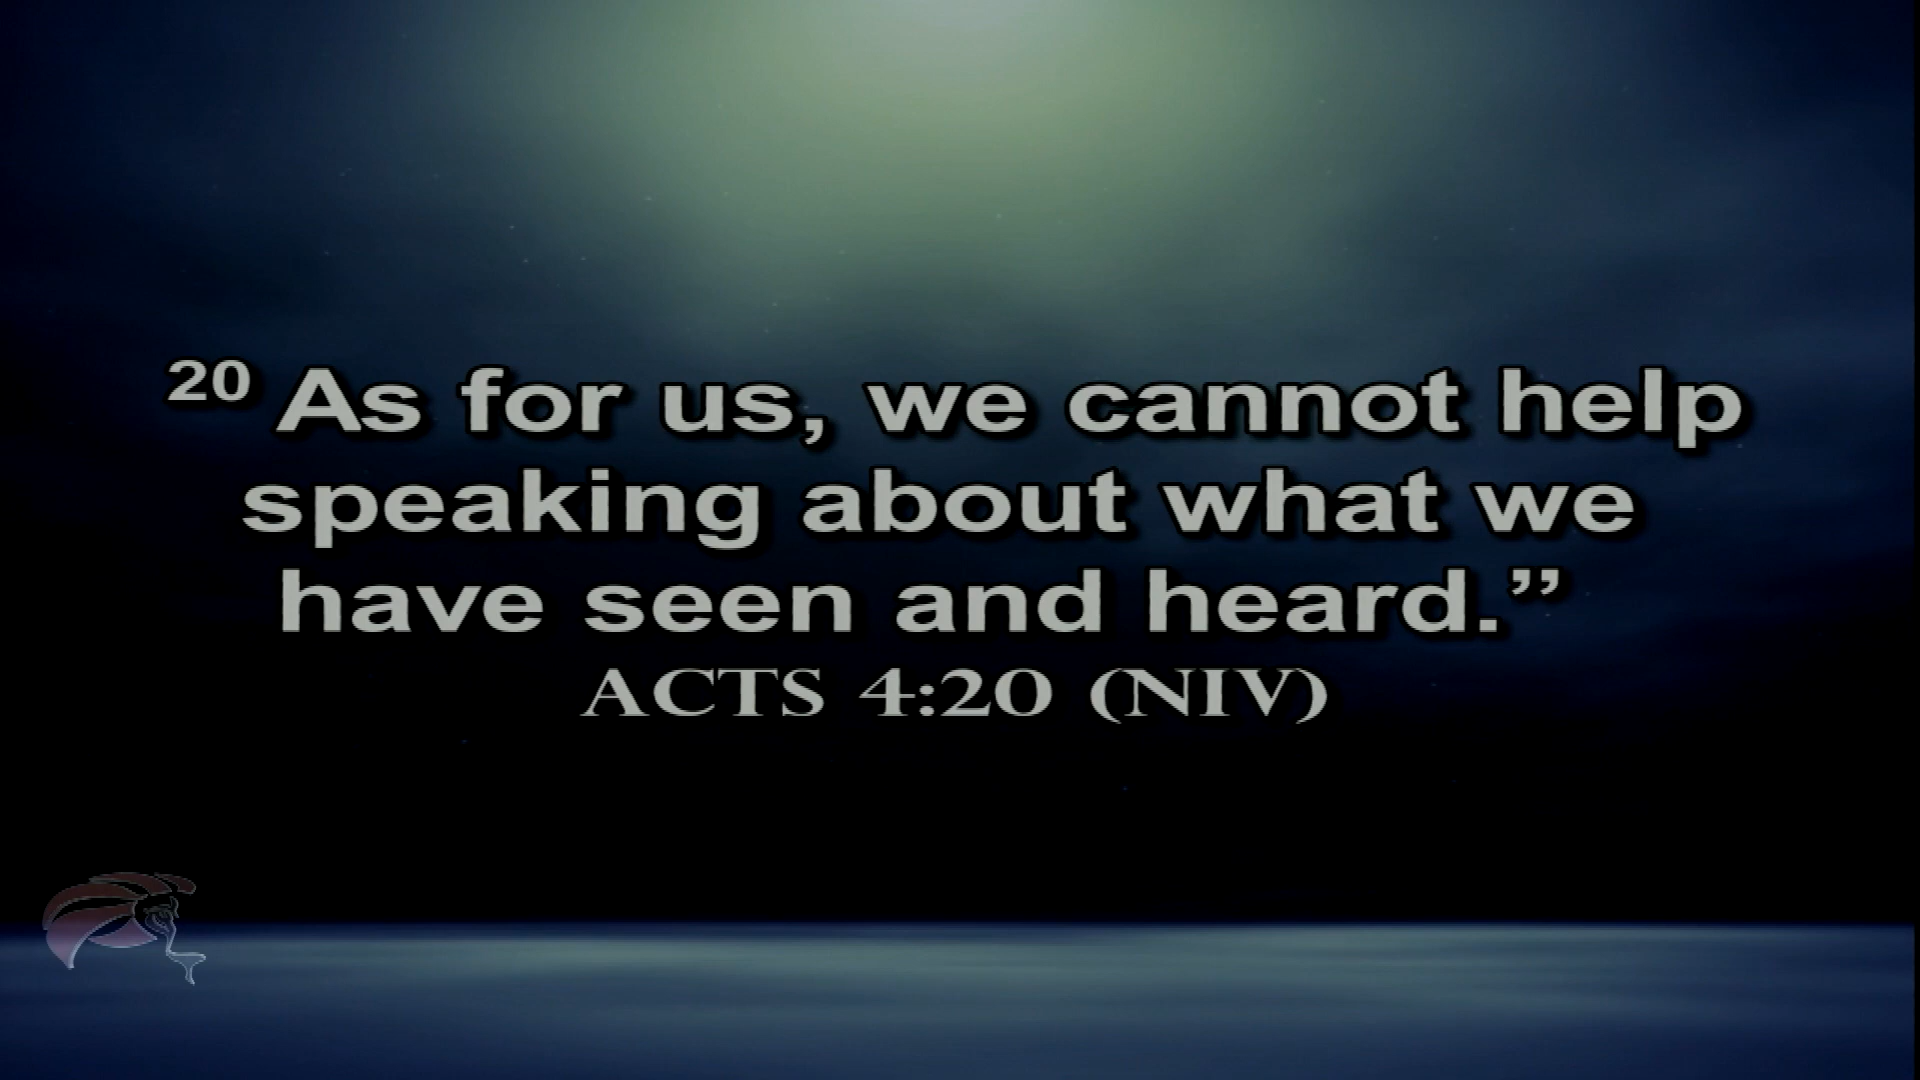 20 As for us, we cannot help
speaking about what we
have seen and heard.”
ACTS 4:20 (NIV)